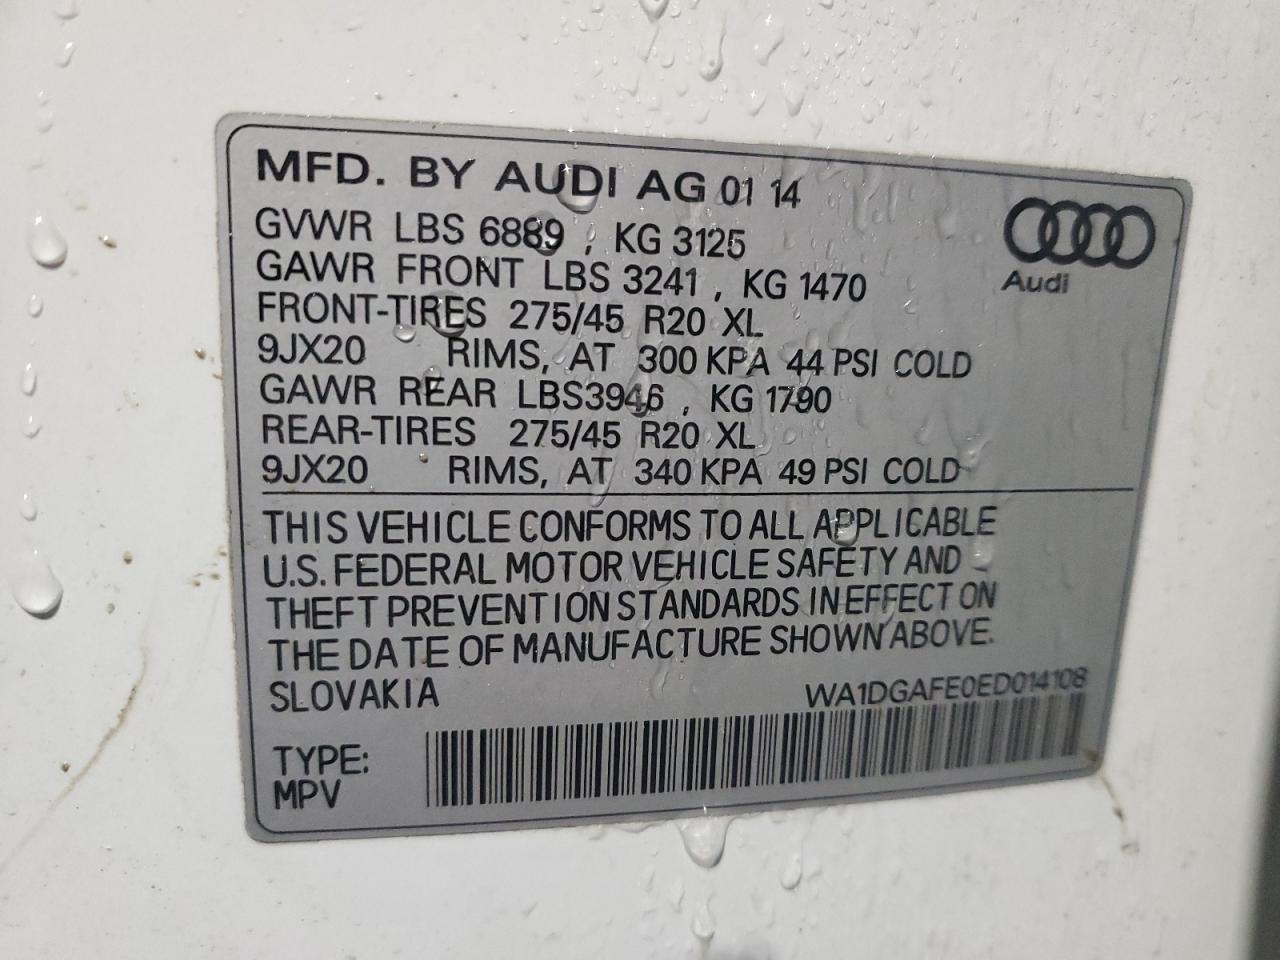 MFD. BY AUDI AG 01 14
GVWR LBS 6889 , KG 3125
GAWR FRONT LBS 3241 , KG 1470
FRONT-TIRES 275/45 R20 XL
9JX20 RIMS, AT 300 KPA 44 PSI COLD
GAWR REAR LBS3946 , KG 1790
REAR-TIRES 275/45 R20 XL
9JX20 RIMS, AT 340 KPA 49 PSI COLD
Audi
THIS VEHICLE CONFORMS TO ALL APPLICABLE
U.S. FEDERAL MOTOR VEHICLE SAFETY AND
THEFT PREVENTION STANDARDS IN EFFECT ON
THE DATE OF MANUFACTURE SHOWN ABOVE.
SLOVAKIA WA1DGAFE0ED014108
TYPE:
MPV